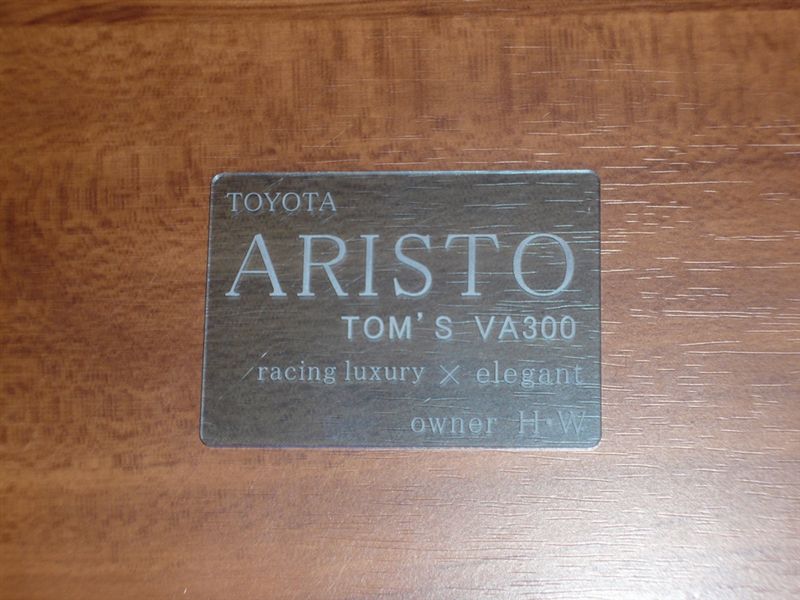 TOYOTA
ARISTO
TOM'S VA300
racing luxury × elegant
owner H·W